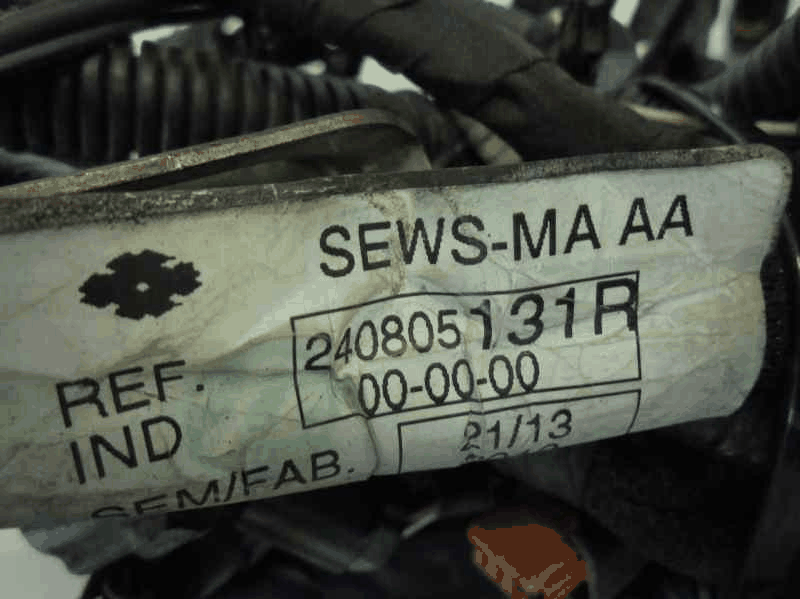 SEWS-MA AA
REF. 240805131R
IND 00-00-00
SEM/FAB. 21/13